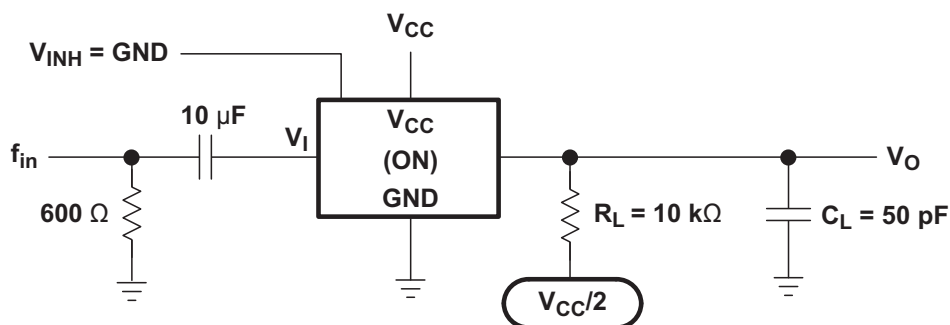 V_CC
V_INH = GND
10 µF
V_I
V_CC
f_in
(ON)
V_O
GND
600 Ω
R_L = 10 kΩ
C_L = 50 pF
V_CC/2